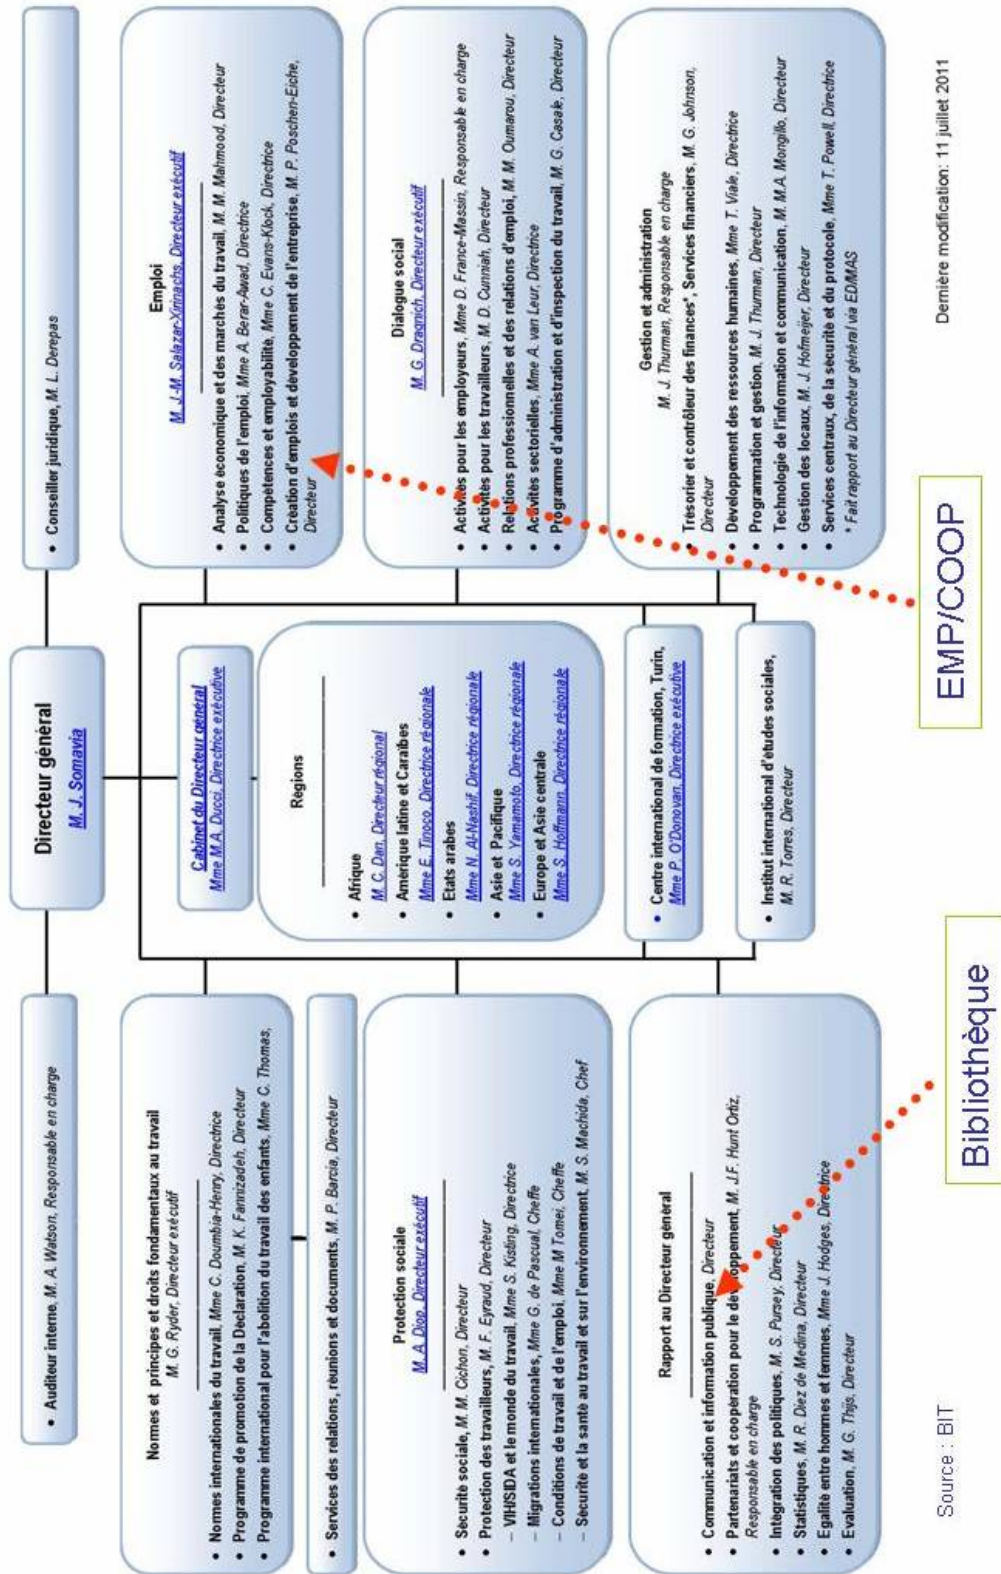 Directeur général
M. J. Somavia
• Auditeur interne, M. A. Watson, Responsable en charge
• Conseiller juridique, M. L. Derepas
Cabinet du Directeur général
Mme M.A. Ducci, Directrice exécutive
Normes et principes et droits fondamentaux au travail
M. G. Ryder, Directeur exécutif
• Normes internationales du travail, Mme C. Doumbia-Henry, Directrice
• Programme de promotion de la Déclaration, M. K. Fannizadeh, Directeur
• Programme international pour l'abolition du travail des enfants, Mme C. Thomas,
• Services des relations, réunions et documents, M. P. Barcia, Directeur
Régions
• Afrique
M. C. Dan, Directeur régional
• Amérique latine et Caraïbes
Mme E. Tinoco, Directrice régionale
• Etats arabes
Mme N. Al-Nashif, Directrice régionale
• Asie et Pacifique
Mme S. Yamamoto, Directrice régionale
• Europe et Asie centrale
Mme S. Hoffmann, Directrice régionale
Emploi
M. J.-M. Salazar-Xirinachs, Directeur exécutif
• Analyse économique et des marchés du travail, M. M. Mahmood, Directeur
• Politiques de l'emploi, Mme A. Berar-Awad, Directrice
• Compétences et employabilité, Mme C. Evans-Klock, Directrice
• Création d'emplois et développement de l'entreprise, M. P. Poschen-Eiche,
Directeur
Protection sociale
M. A. Diop, Directeur exécutif
• Sécurité sociale, M. M. Cichon, Directeur
• Protection des travailleurs, M. F. Eyraud, Directeur
– VIH/SIDA et le monde du travail, Mme S. Kisting, Directrice
– Migrations internationales, Mme G. de Pascual, Cheffe
– Conditions de travail et de l'emploi, Mme M Tomei, Cheffe
– Sécurité et la santé au travail et sur l'environnement, M. S. Machida, Chef
Dialogue social
M. G. Dragnich, Directeur exécutif
• Activités pour les employeurs, Mme D. France-Massin, Responsable en charge
• Activités pour les travailleurs, M. D. Cunniah, Directeur
• Relations professionnelles et des relations d'emploi, M. M. Oumarou, Directeur
• Activités sectorielles, Mme A. van Leur, Directrice
• Programme d'administration et d'inspection du travail, M. G. Casale, Directeur
• Centre international de formation, Turin,
Mme P. O'Donovan, Directrice exécutive
• Institut international d'études sociales,
M. R. Torres, Directeur
Rapport au Directeur général
• Communication et information publique, Directeur
• Partenariats et coopération pour le développement, M. J.F. Hunt Ortiz,
Responsable en charge
• Intégration des politiques, M. S. Pursey, Directeur
• Statistiques, M. R. Diez de Medina, Directeur
• Egalité entre hommes et femmes, Mme J. Hodges, Directrice
• Evaluation, M. G. Thijs, Directeur
Gestion et administration
M. J. Thurman, Responsable en charge
• Trésorier et contrôleur des finances*, Services financiers, M. G. Johnson,
Directeur
• Développement des ressources humaines, Mme T. Viale, Directrice
• Programmation et gestion, M. J. Thurman, Directeur
• Technologie de l'information et communication, M. M.A. Mongillo, Directeur
• Gestion des locaux, M. J. Hofmeijer, Directeur
• Services centraux, de la sécurité et du protocole, Mme T. Powell, Directrice
* Fait rapport au Directeur général via ED/MAS
Source : BIT
Bibliothèque
EMP/COOP
Dernière modification: 11 juillet 2011